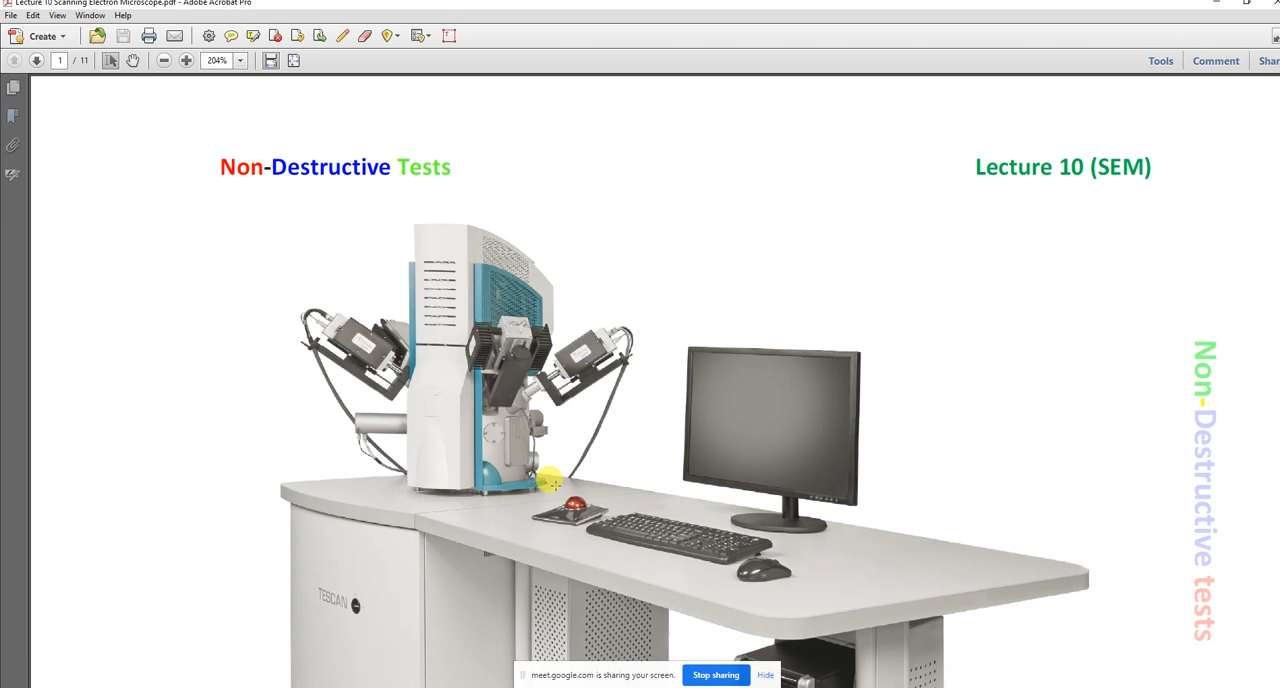 Lecture 10 Scanning Electron Microscope.pdf - Adobe Acrobat Pro
File Edit View Window Help
Create
1 / 11 204% Tools Comment Shar
Non-Destructive Tests Lecture 10 (SEM)
Non-Destructive tests
TESCAN
meet.google.com is sharing your screen. Stop sharing Hide